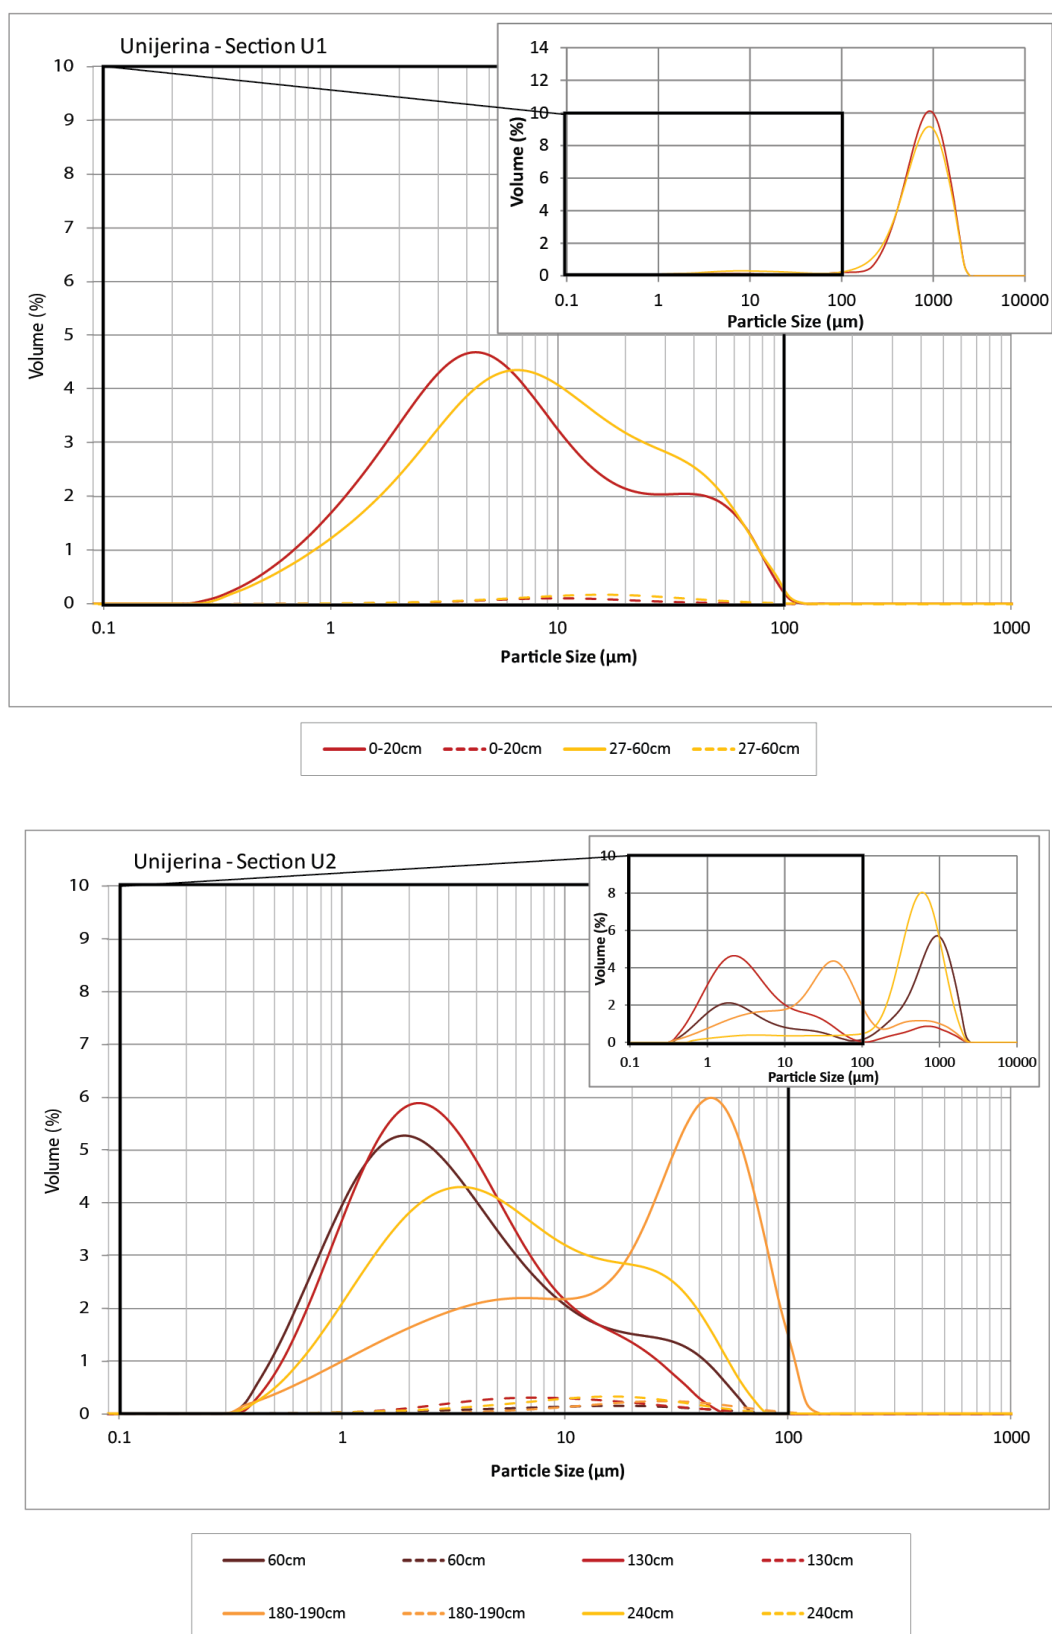 Unijerina - Section U1
10
9
8
7
6
5
4
3
2
1
0
Volume (%)
0.1 1 10 100 1000
Particle Size (µm)
14
12
10
8
6
4
2
0
Volume (%)
0.1 1 10 100 1000 10000
Particle Size (µm)
0-20cm 0-20cm 27-60cm 27-60cm
Unijerina - Section U2
10
9
8
7
6
5
4
3
2
1
0
Volume (%)
0.1 1 10 100 1000
Particle Size (µm)
10
8
6
4
2
0
Volume (%)
0.1 1 10 100 1000 10000
Particle Size (µm)
60cm 60cm 130cm 130cm
180-190cm 180-190cm 240cm 240cm